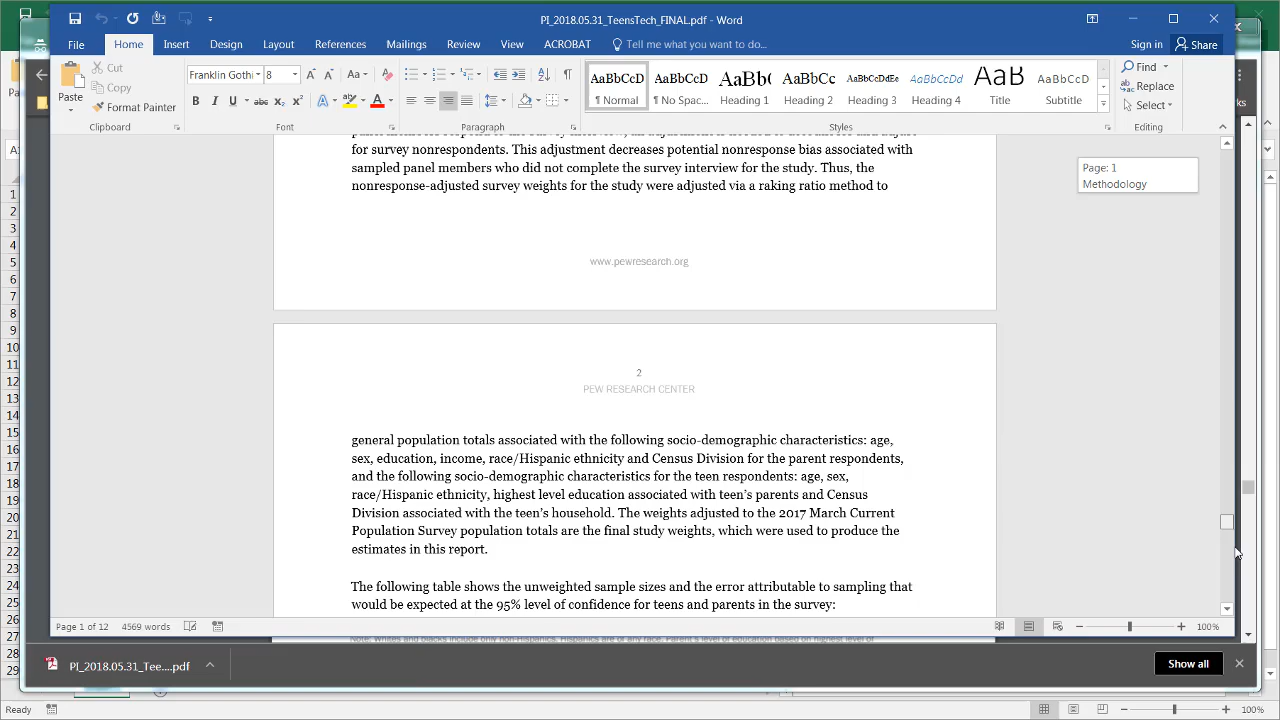 PI_2018.05.31_TeensTech_FINAL.pdf - Word
File
Home
Insert
Design
Layout
References
Mailings
Review
View
ACROBAT
Tell me what you want to do...
Sign in
Share
Paste
Cut
Copy
Format Painter
Clipboard
Franklin Gothi
8
Font
Paragraph
AaBbCcD
¶ Normal
AaBbCcD
¶ No Spac...
AaBb(
Heading 1
AaBbCc
Heading 2
AaBbCcDdEe
Heading 3
AaBbCcDd
Heading 4
AaB
Title
AaBbCcD
Subtitle
Styles
Find
Replace
Select
Editing
for survey nonrespondents. This adjustment decreases potential nonresponse bias associated with
sampled panel members who did not complete the survey interview for the study. Thus, the
nonresponse-adjusted survey weights for the study were adjusted via a raking ratio method to
www.pewresearch.org
Page: 1
Methodology
2
PEW RESEARCH CENTER
general population totals associated with the following socio-demographic characteristics: age,
sex, education, income, race/Hispanic ethnicity and Census Division for the parent respondents,
and the following socio-demographic characteristics for the teen respondents: age, sex,
race/Hispanic ethnicity, highest level education associated with teen's parents and Census
Division associated with the teen's household. The weights adjusted to the 2017 March Current
Population Survey population totals are the final study weights, which were used to produce the
estimates in this report.
The following table shows the unweighted sample sizes and the error attributable to sampling that
would be expected at the 95% level of confidence for teens and parents in the survey:
Page 1 of 12
4569 words
100%
PI_2018.05.31_Tee....pdf
Show all
100%
1
2
3
4
5
6
7
8
9
10
11
12
13
14
15
16
17
18
19
20
21
22
23
24
25
26
27
28
29